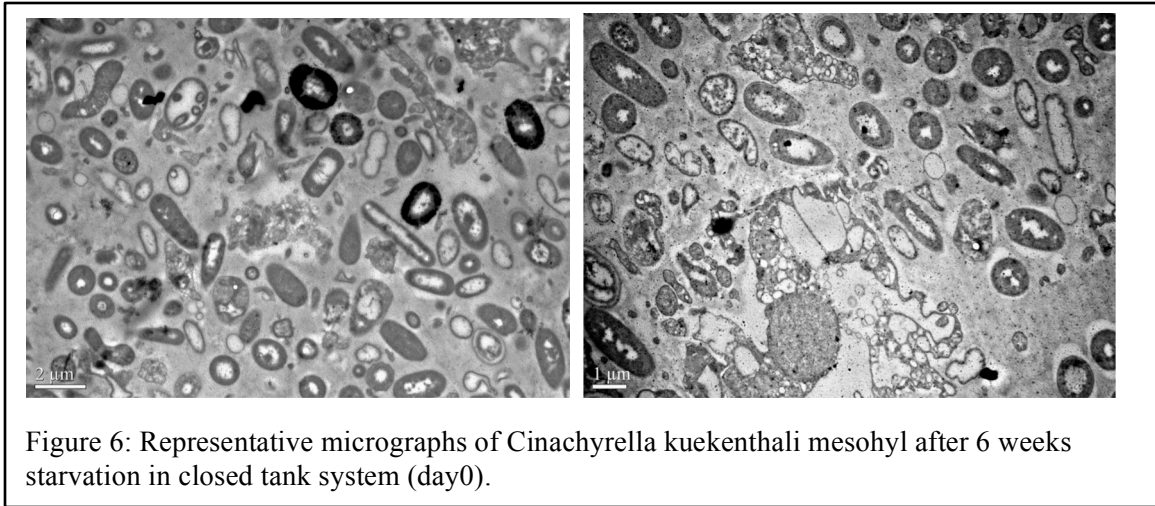 2 µm
1 µm
Figure 6: Representative micrographs of Cinachyrella kuekenthali mesohyl after 6 weeks
starvation in closed tank system (day0).